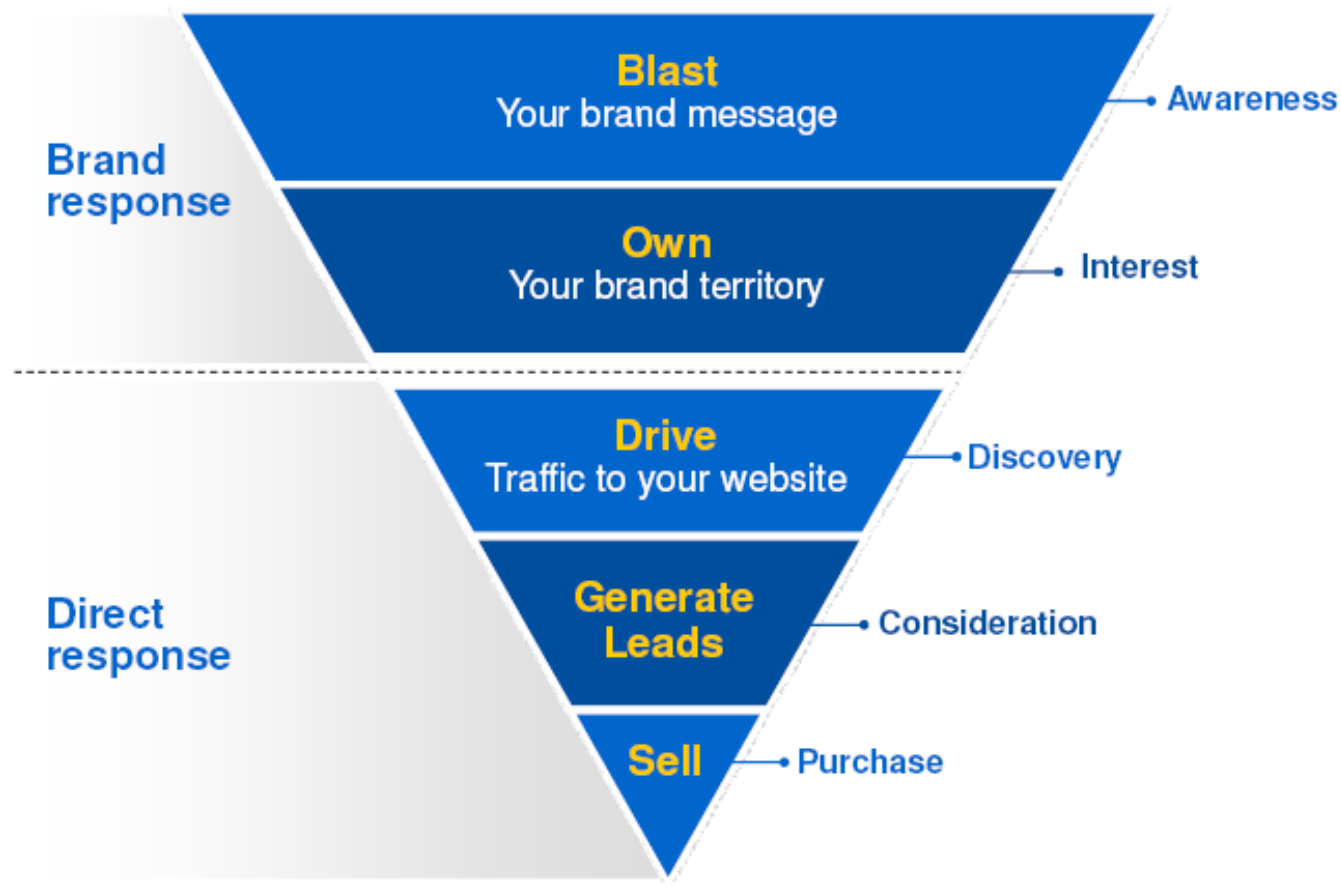 Blast
Your brand message
Awareness
Brand
response
Own
Your brand territory
Interest
Drive
Traffic to your website
Discovery
Direct
response
Generate
Leads
Consideration
Sell
Purchase